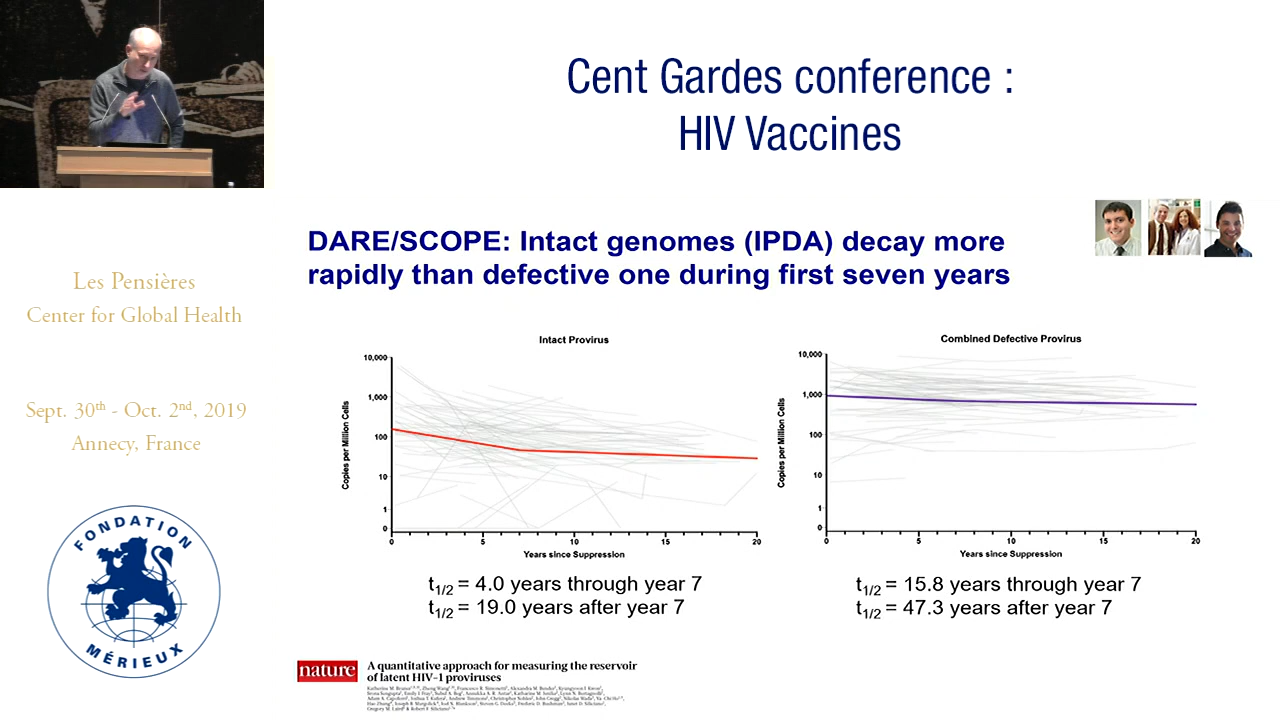 Cent Gardes conference :
HIV Vaccines
DARE/SCOPE: Intact genomes (IPDA) decay more
rapidly than defective one during first seven years
Les Pensières
Center for Global Health
Sept. 30th - Oct. 2nd, 2019
Annecy, France
FONDATION
MÉRIEUX
Intact Provirus
Copies per Million Cells
10,000
1,000
100
10
1
0
0 5 10 15 20
Years since Suppression
t1/2 = 4.0 years through year 7
t1/2 = 19.0 years after year 7
Combined Defective Provirus
Copies per Million Cells
10,000
1,000
100
10
1
0
0 5 10 15 20
Years since Suppression
t1/2 = 15.8 years through year 7
t1/2 = 47.3 years after year 7
nature
A quantitative approach for measuring the reservoir
of latent HIV-1 proviruses